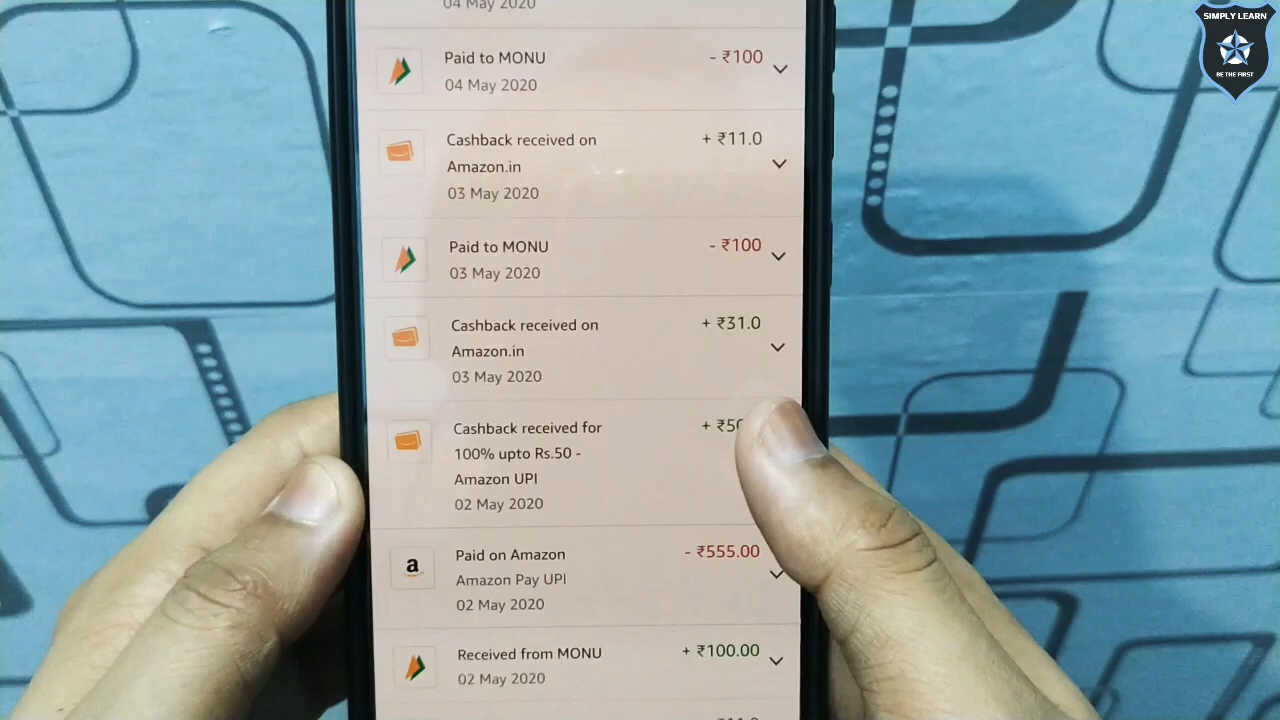 04 May 2020
Paid to MONU - ₹100
04 May 2020
Cashback received on + ₹11.0
Amazon.in
03 May 2020
Paid to MONU - ₹100
03 May 2020
Cashback received on + ₹31.0
Amazon.in
03 May 2020
Cashback received for
100% upto Rs.50 -
Amazon UPI
02 May 2020
a Paid on Amazon - ₹555.00
Amazon Pay UPI
02 May 2020
Received from MONU + ₹100.00
02 May 2020
SIMPLY LEARN
BE THE FIRST